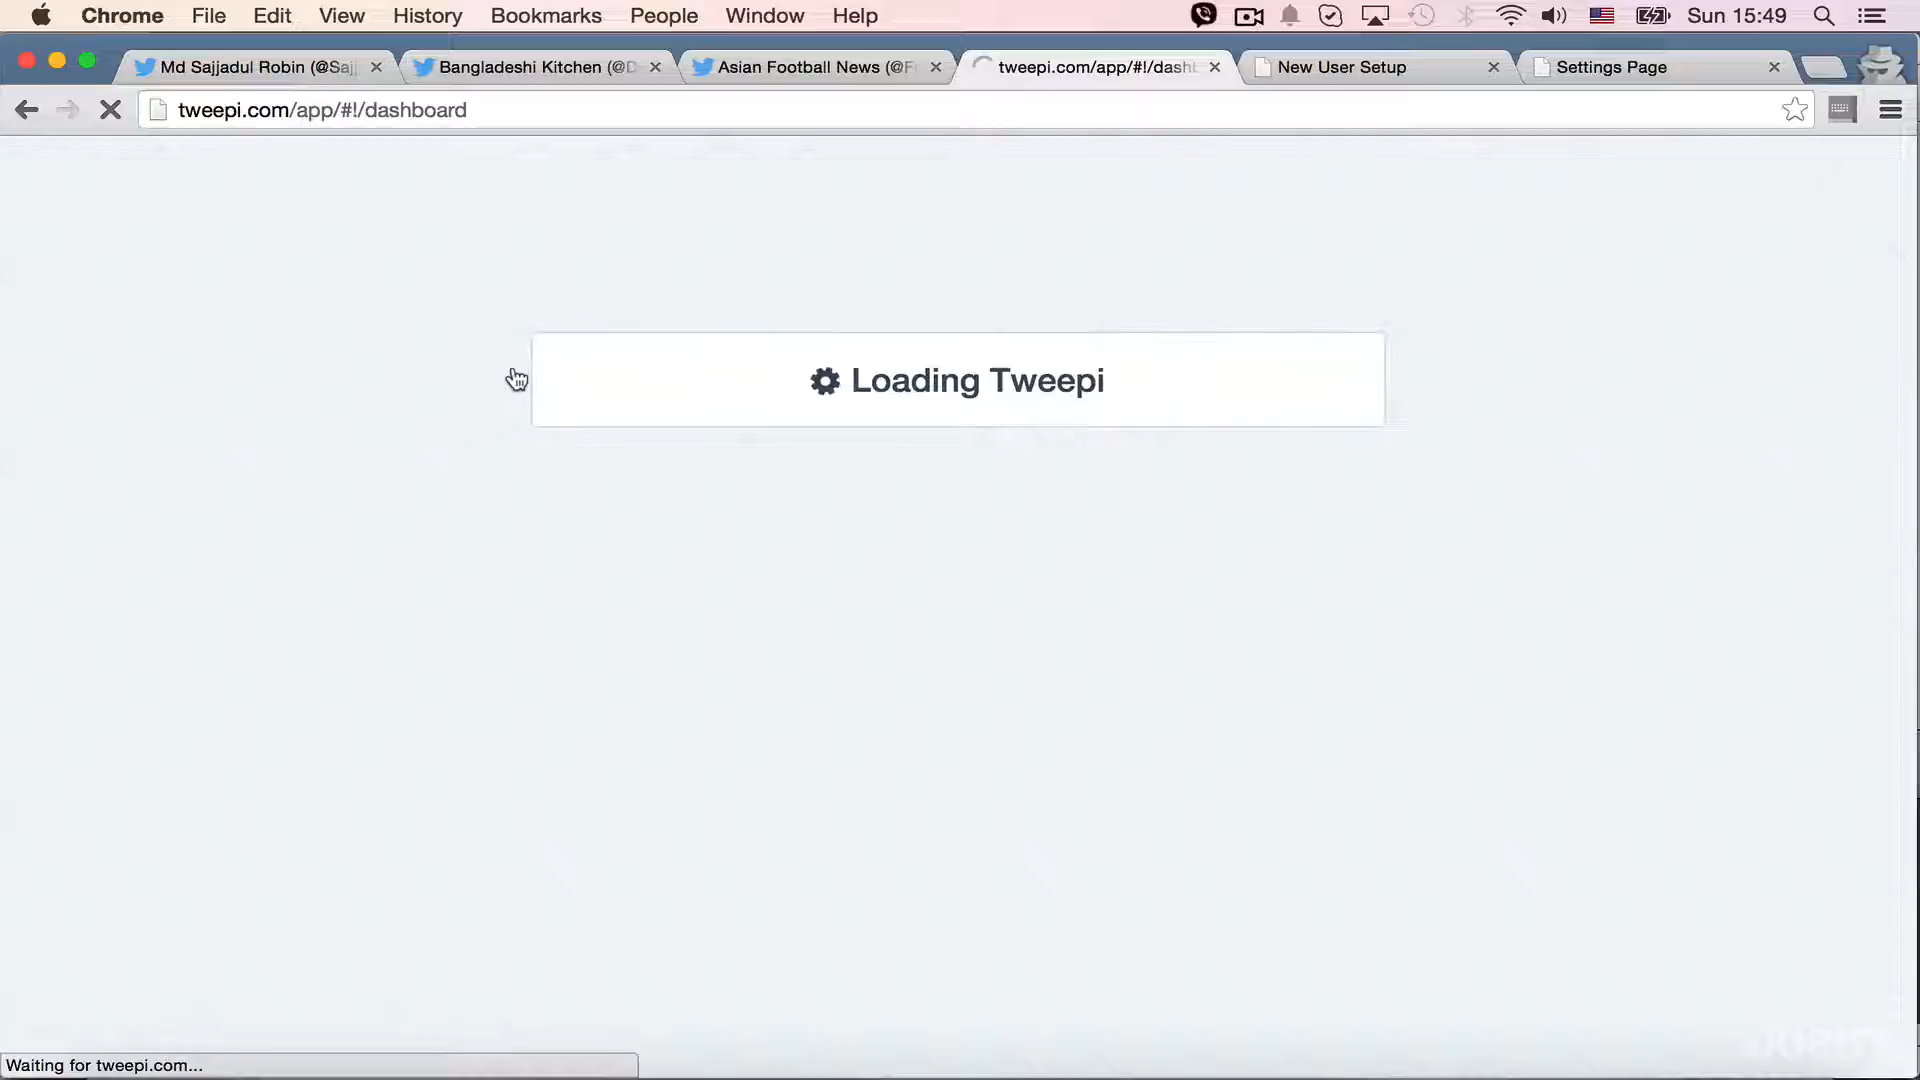 Chrome File Edit View History Bookmarks People Window Help Sun 15:49
Md Sajjadul Robin (@Saj Bangladeshi Kitchen (@D Asian Football News (@F tweepi.com/app/#!/dash New User Setup Settings Page
tweepi.com/app/#!/dashboard
Loading Tweepi
Waiting for tweepi.com...